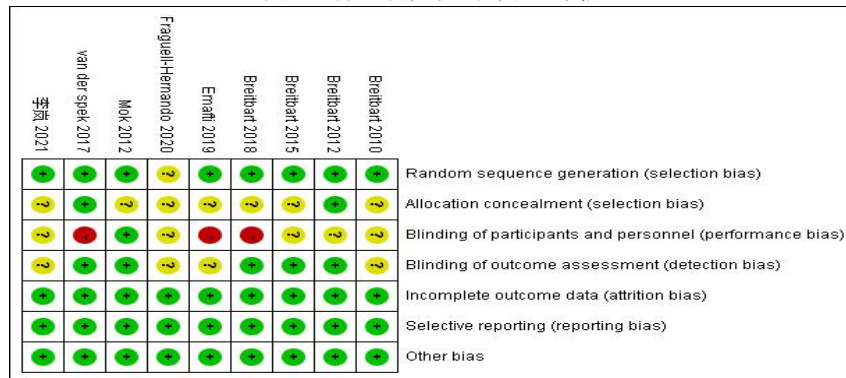 李岚 2021
van der spek 2017
Mok 2012
Fraguell-Hernando 2020
Emafti 2019
Breitbart 2018
Breitbart 2015
Breitbart 2012
Breitbart 2010
+ + + ? + + + + + Random sequence generation (selection bias)
? + ? ? ? ? ? + ? Allocation concealment (selection bias)
? - + ? - - ? ? ? Blinding of participants and personnel (performance bias)
? + + ? ? + + + ? Blinding of outcome assessment (detection bias)
+ + + + + + + + + Incomplete outcome data (attrition bias)
+ + + + + + + + + Selective reporting (reporting bias)
+ + + + + + + + + Other bias